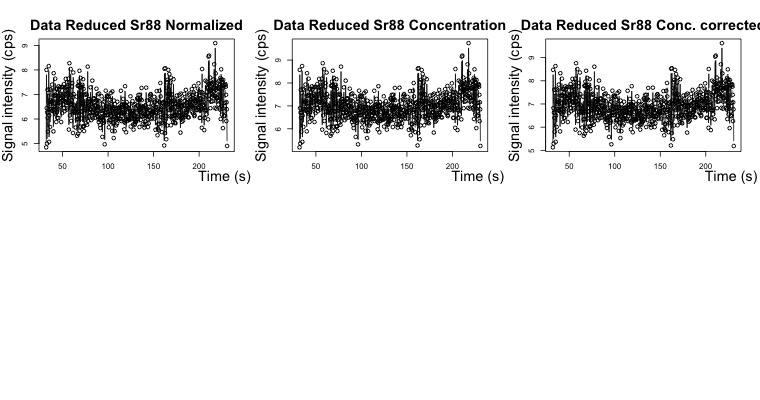 Data Reduced Sr88 Normalized
Signal intensity (cps)
9
8
7
6
5
50 100 150 200
Time (s)
Data Reduced Sr88 Concentration
Signal intensity (cps)
9
8
7
6
50 100 150 200
Time (s)
Data Reduced Sr88 Conc. corrected
Signal intensity (cps)
9
8
7
6
5
50 100 150 200
Time (s)